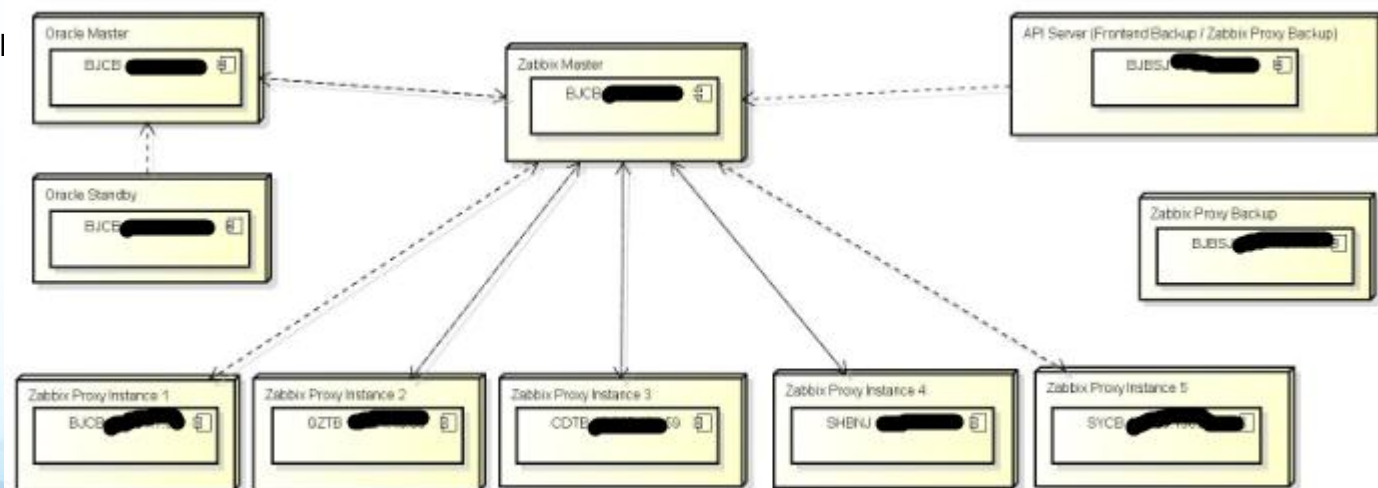 Oracle Master
BJCB
Zabbix Master
BJCB
API Server (Frontend Backup / Zabbix Proxy Backup)
BJBSJ
Oracle Standby
BJCB
Zabbix Proxy Backup
BJBSJ
Zabbix Proxy Instance 1
BJCB
Zabbix Proxy Instance 2
GZTB
Zabbix Proxy Instance 3
CDTB 59
Zabbix Proxy Instance 4
SHBNJ
Zabbix Proxy Instance 5
SYCB